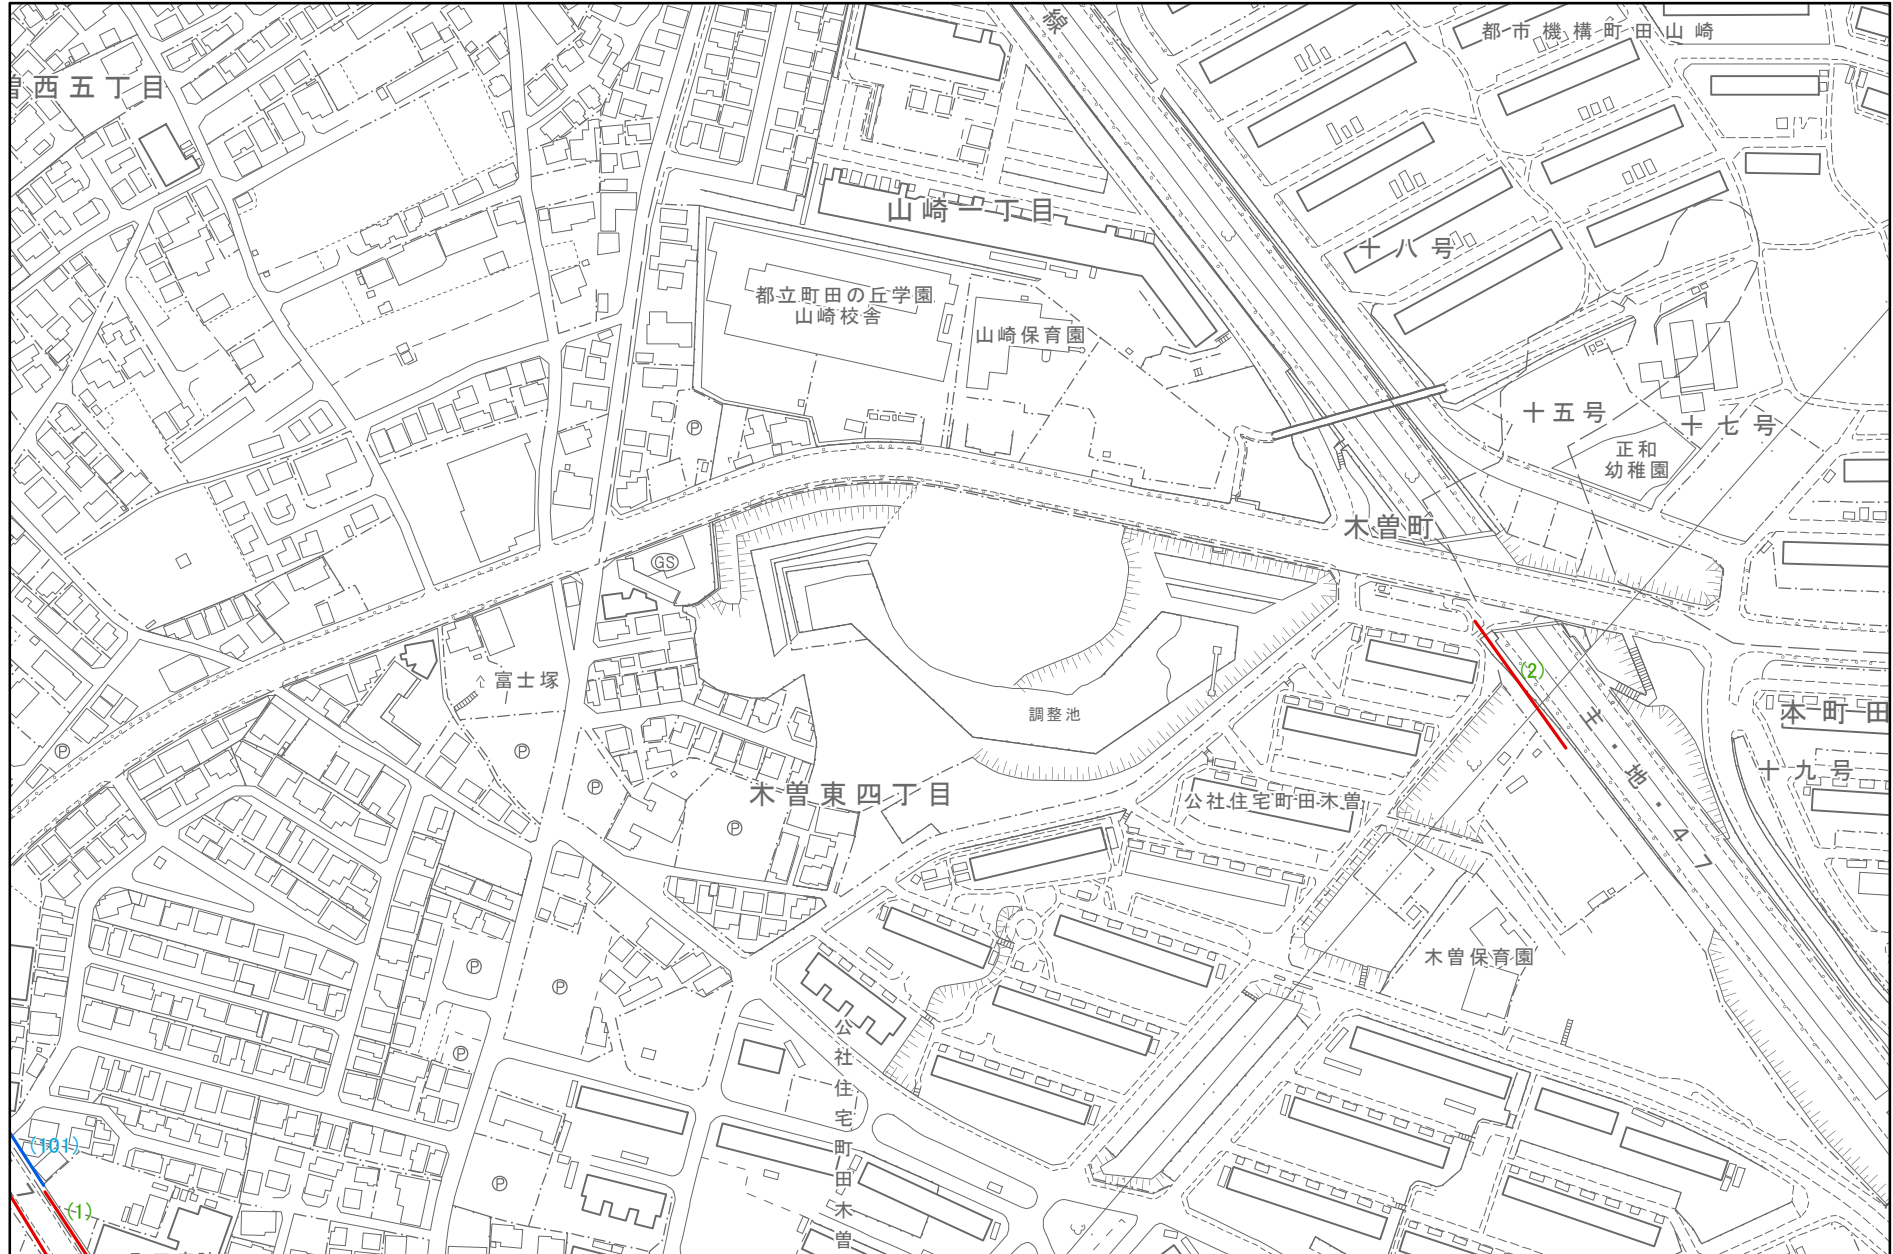 線
都市機構町田山崎
曽西五丁目
山崎一丁目
十八号
都立町田の丘学園
山崎校舎
山崎保育園
十五号
十七号
正和
幼稚園
Ⓟ
木曽町
GS
富士塚
(2)
調整池
主・地・47
本町田
Ⓟ
Ⓟ
Ⓟ
十九号
木曽東四丁目
公社住宅町田木曽
Ⓟ
木曽保育園
Ⓟ
Ⓟ
公社住宅町田木曽
Ⓟ
(101)
Ⓟ
7
(1)